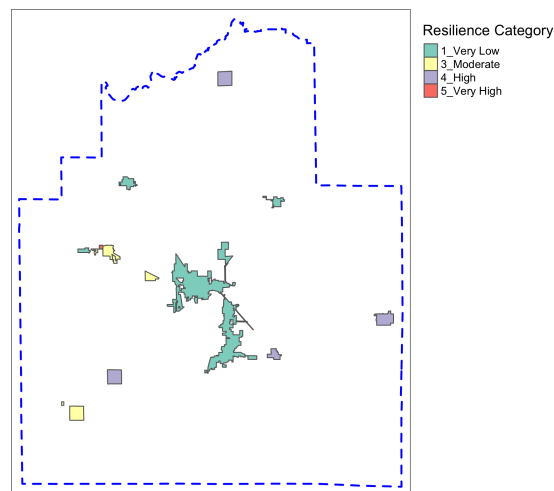 Resilience Category
1_Very Low
3_Moderate
4_High
5_Very High